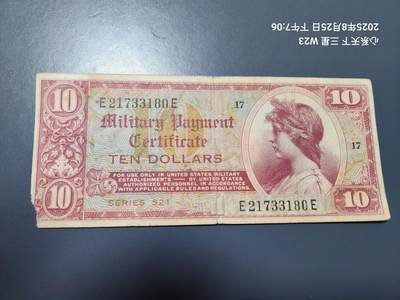 2025年8月25日 下午7:06
心系天下三星 W23
10
10
E21733180E
17
Military Payment
Certificate
17
TEN DOLLARS
FOR USE ONLY IN UNITED STATES MILITARY
ESTABLISHMENTS — BY UNITED STATES
AUTHORIZED PERSONNEL IN ACCORDANCE
WITH APPLICABLE RULES AND REGULATIONS.
10
SERIES 521
E21733180E
10